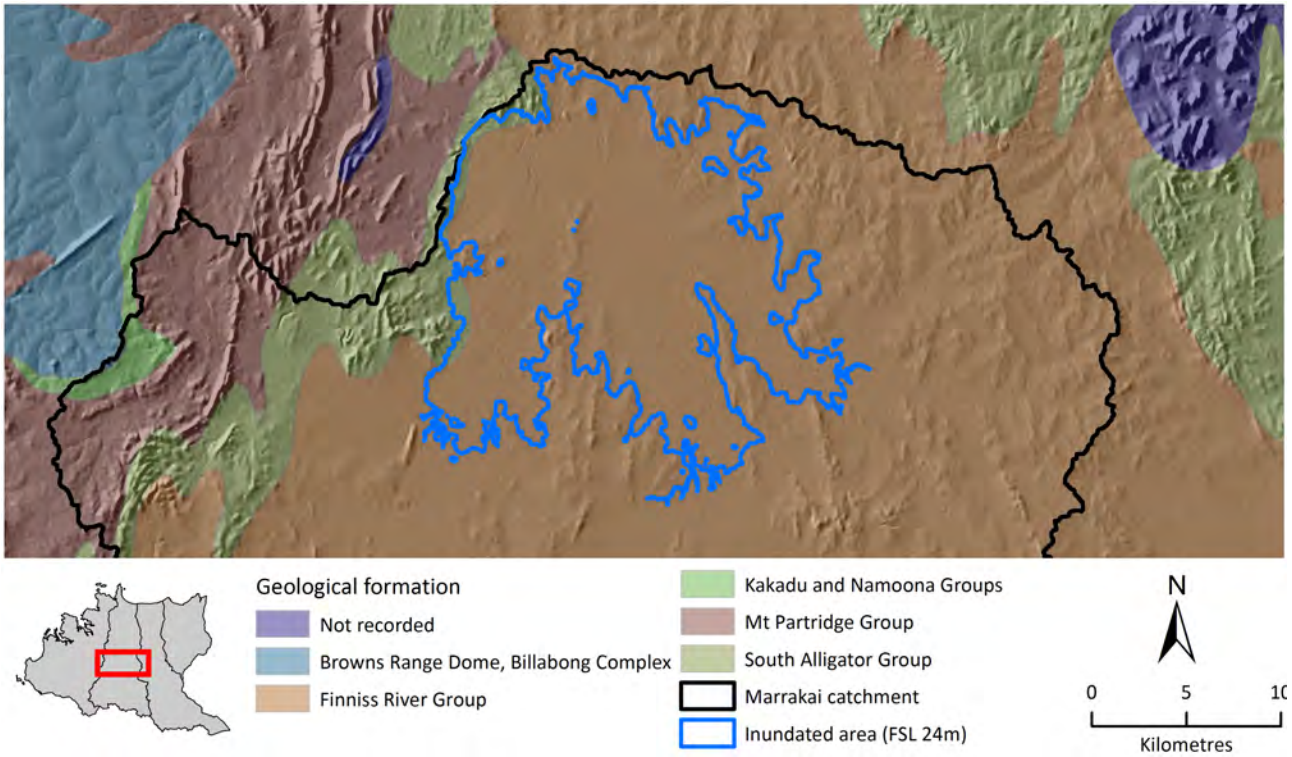 Geological formation
Not recorded
Browns Range Dome, Billabong Complex
Finniss River Group
Kakadu and Namoona Groups
Mt Partridge Group
South Alligator Group
Marrakai catchment
Inundated area (FSL 24m)
N
0 5 10
Kilometres